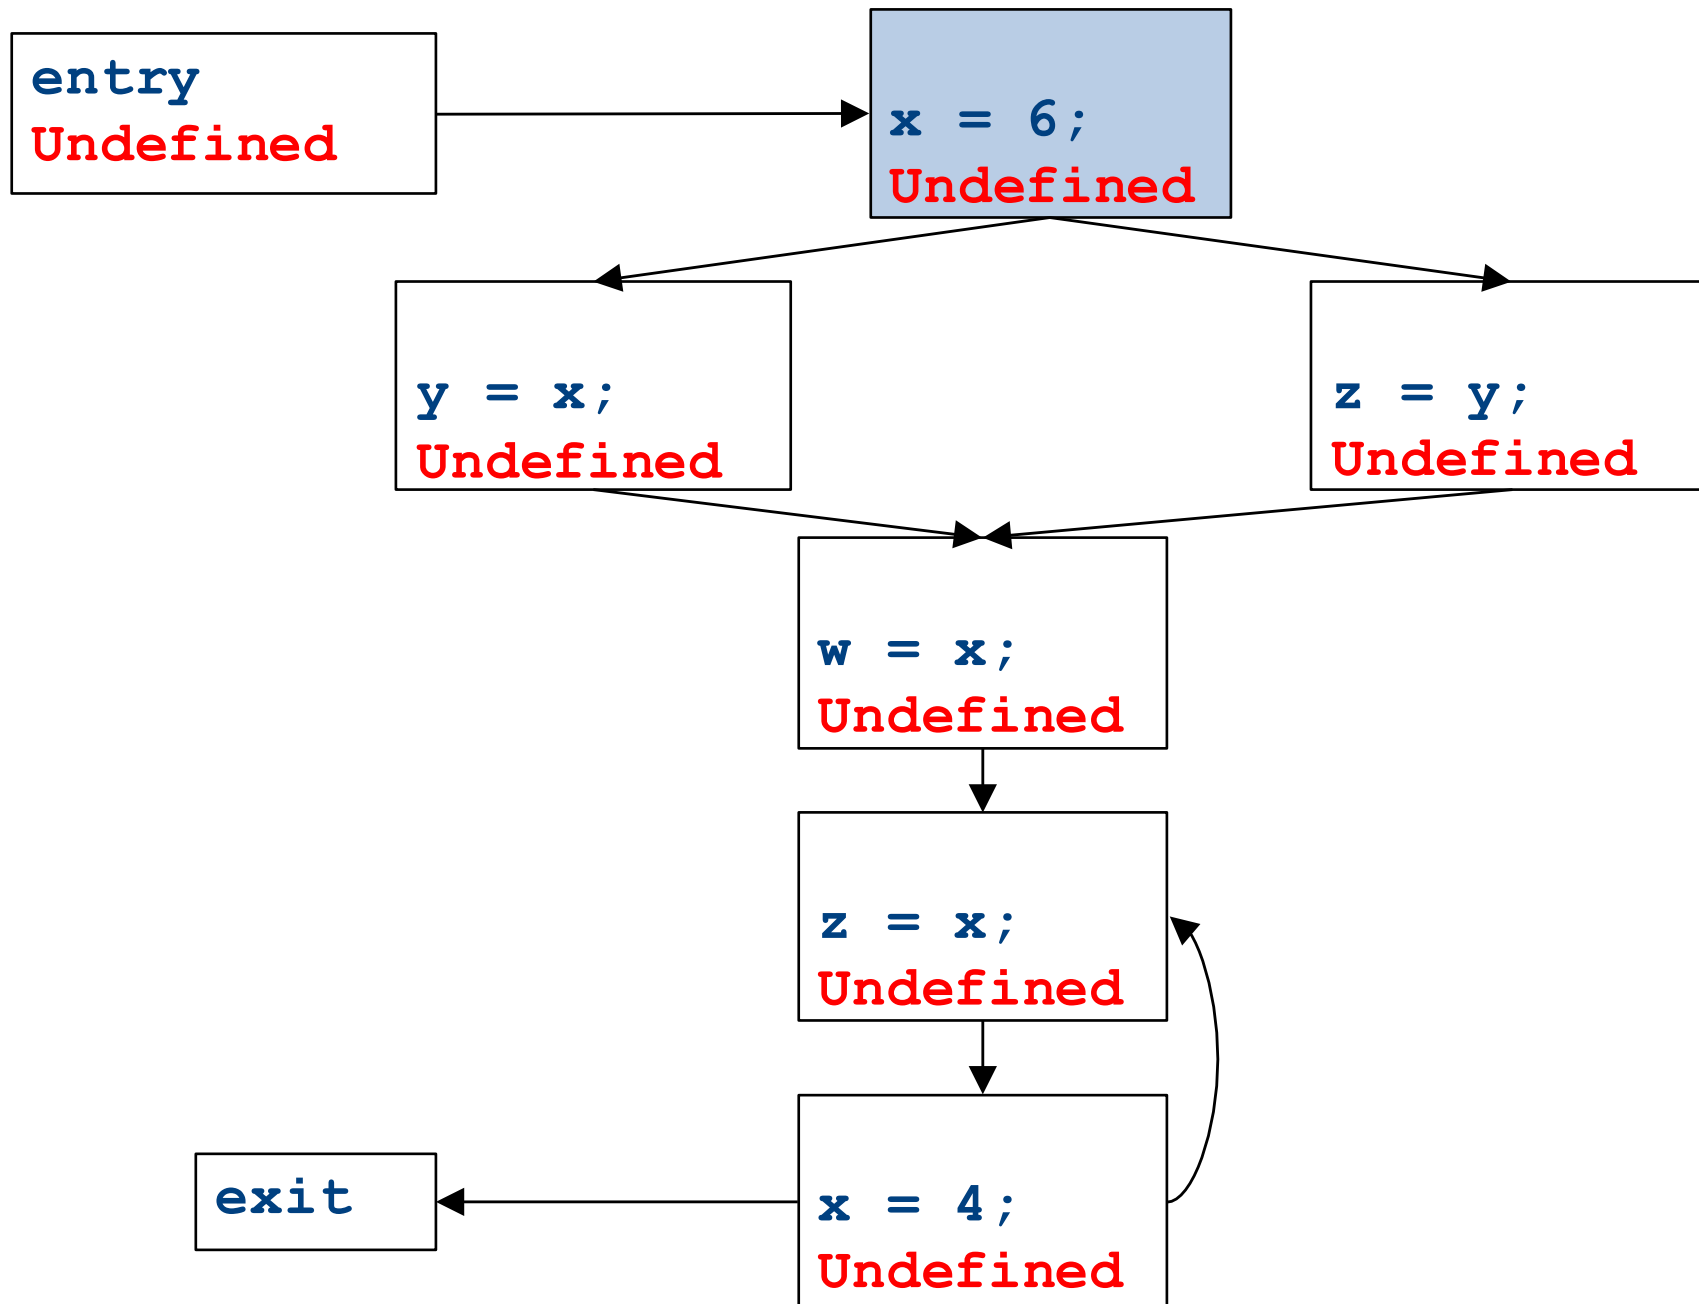 entry
Undefined
x = 6;
Undefined
y = x;
Undefined
z = y;
Undefined
w = x;
Undefined
z = x;
Undefined
x = 4;
Undefined
exit